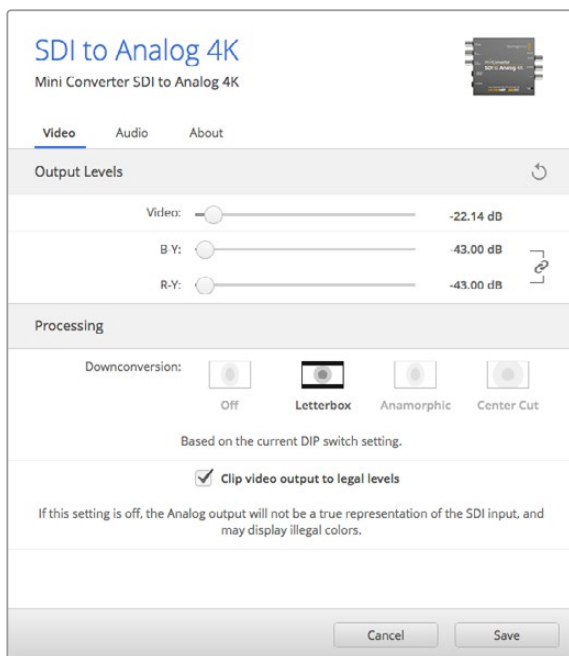 SDI to Analog 4K
Mini Converter SDI to Analog 4K
Video Audio About
Output Levels
Video: -22.14 dB
B-Y: -43.00 dB
R-Y: -43.00 dB
Processing
Downconversion:
Off Letterbox Anamorphic Center Cut
Based on the current DIP switch setting.
Clip video output to legal levels
If this setting is off, the Analog output will not be a true representation of the SDI input, and
may display illegal colors.
Cancel Save